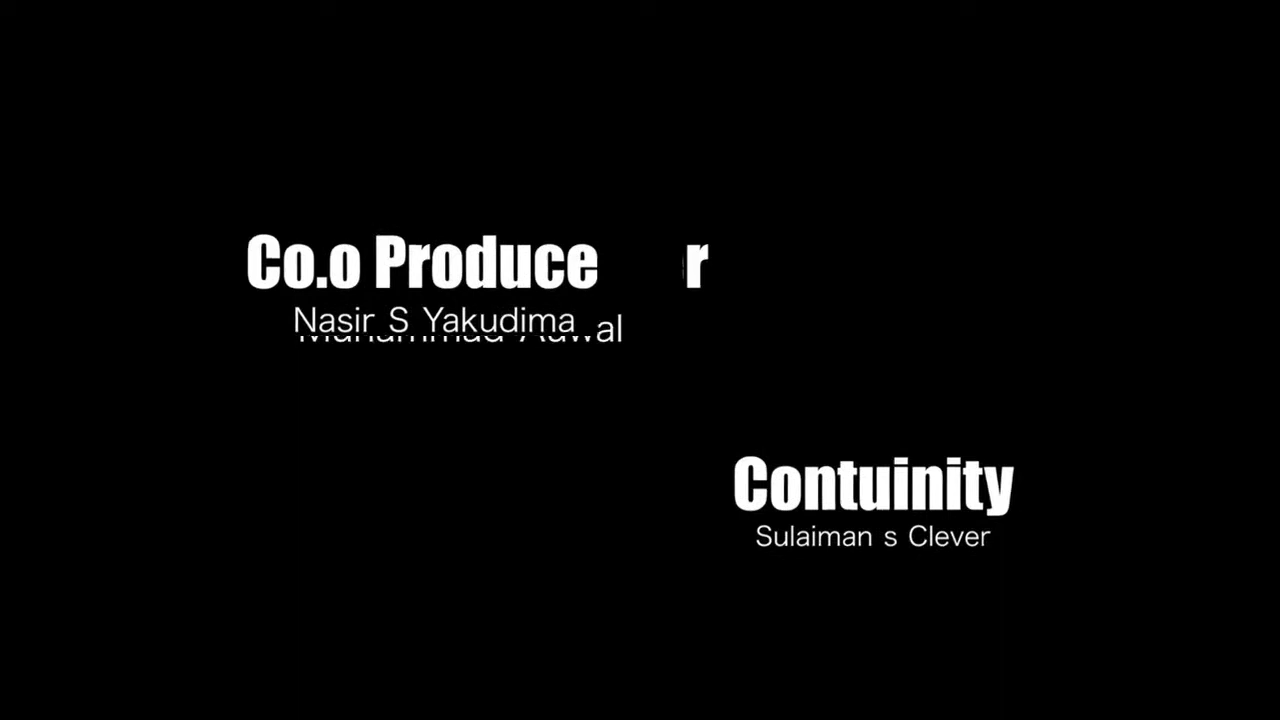 Co.o Produce r
Nasir S Yakudima
Contuinity
Sulaiman s Clever